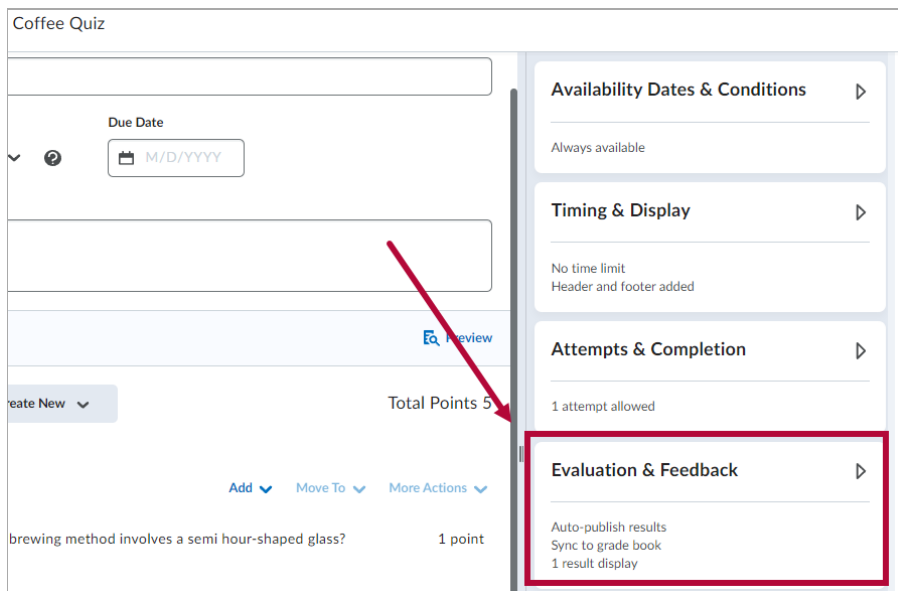 Coffee Quiz
Due Date
M/D/YYYY
Preview
Create New
Total Points 5
Add Move To More Actions
brewing method involves a semi hour-shaped glass? 1 point
Availability Dates & Conditions
Always available
Timing & Display
No time limit
Header and footer added
Attempts & Completion
1 attempt allowed
Evaluation & Feedback
Auto-publish results
Sync to grade book
1 result display